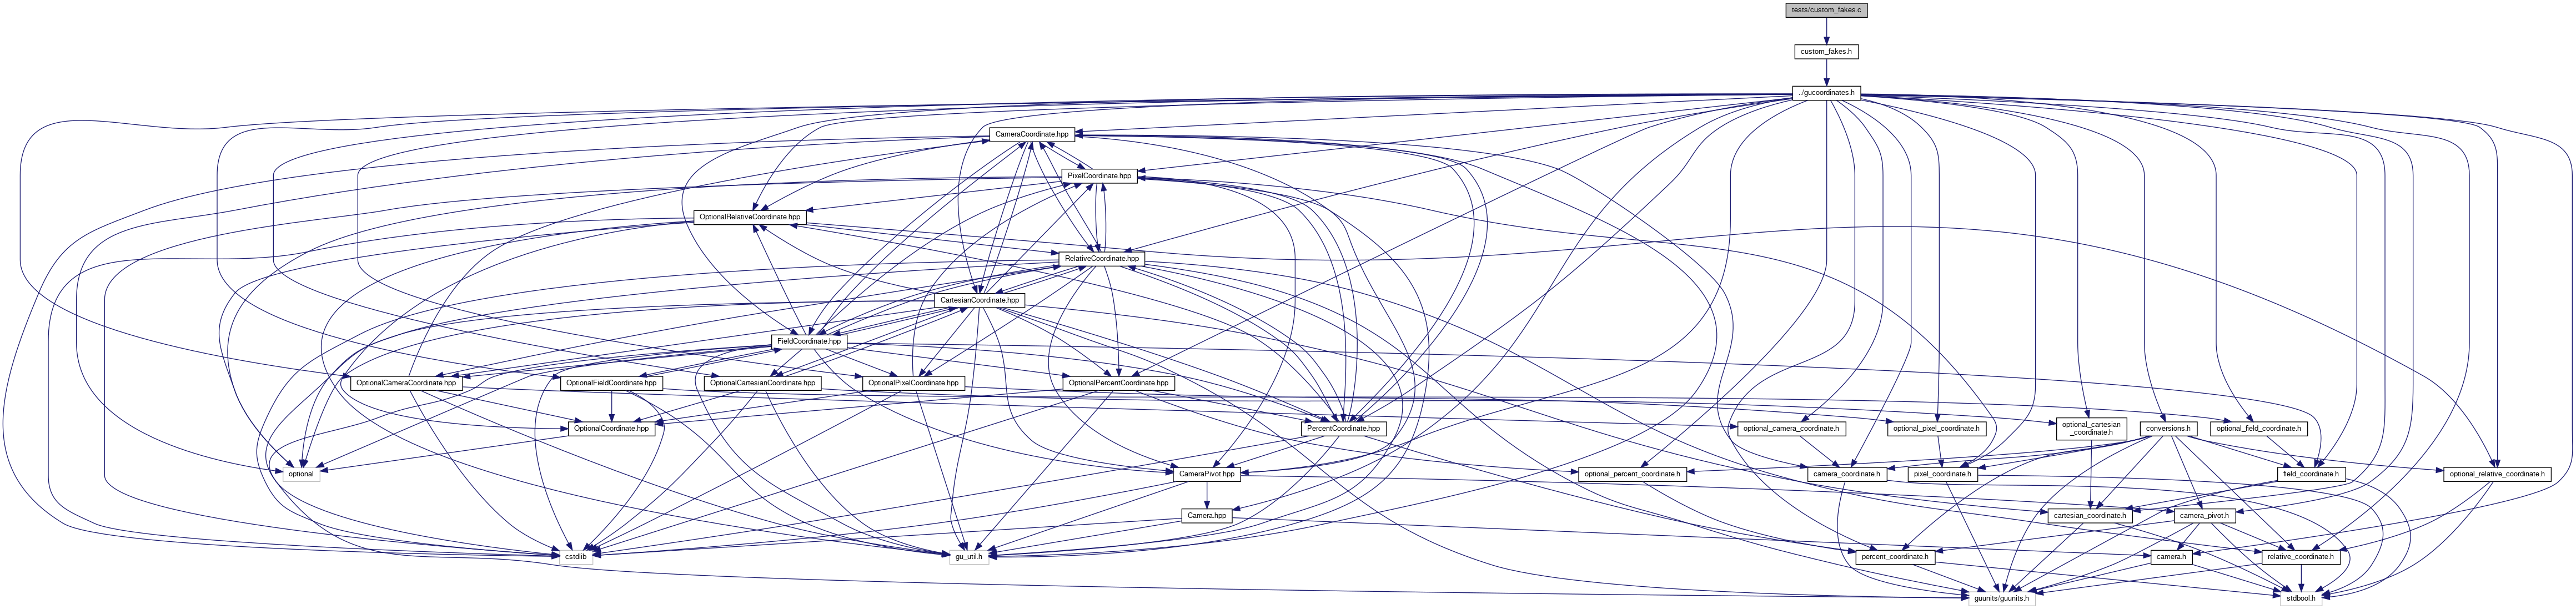 tests/custom_fakes.c
custom_fakes.h
../gucoordinates.h
CameraCoordinate.hpp
PixelCoordinate.hpp
OptionalRelativeCoordinate.hpp
RelativeCoordinate.hpp
CartesianCoordinate.hpp
FieldCoordinate.hpp
OptionalCameraCoordinate.hpp
OptionalFieldCoordinate.hpp
OptionalCartesianCoordinate.hpp
OptionalPixelCoordinate.hpp
OptionalPercentCoordinate.hpp
OptionalCoordinate.hpp
PercentCoordinate.hpp
optional_camera_coordinate.h
optional_pixel_coordinate.h
optional_cartesian
_coordinate.h
conversions.h
optional_field_coordinate.h
optional
CameraPivot.hpp
optional_percent_coordinate.h
camera_coordinate.h
pixel_coordinate.h
field_coordinate.h
optional_relative_coordinate.h
Camera.hpp
cartesian_coordinate.h
camera_pivot.h
cstdlib
gu_util.h
percent_coordinate.h
camera.h
relative_coordinate.h
guunits/guunits.h
stdbool.h